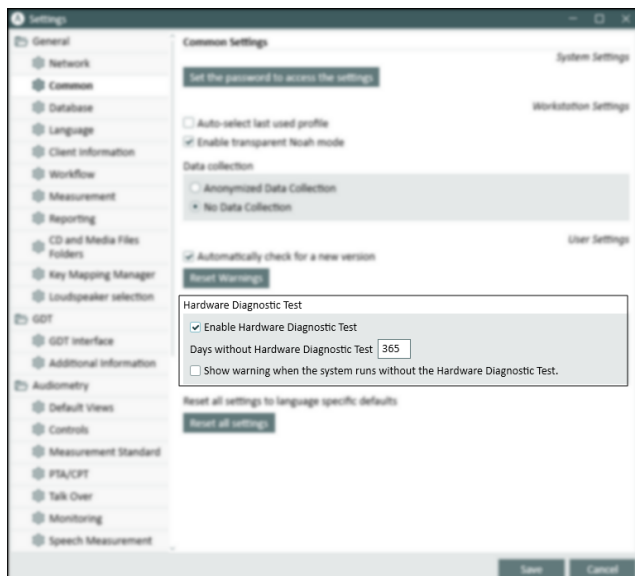 Settings
General
Network
Common
Database
Language
Client Information
Workflow
Measurement
Reporting
CD and Media Files
Folders
Key Mapping Manager
Loudspeaker selection
GDT
GDT Interface
Additional Information
Audiometry
Default Views
Controls
Measurement Standard
PTA/CPT
Talk Over
Monitoring
Speech Measurement
Common Settings
System Settings
Set the password to access the settings
Workstation Settings
Auto-select last used profile
Enable transparent Noah mode
Data collection
Anonymized Data Collection
No Data Collection
User Settings
Automatically check for a new version
Reset Warnings
Hardware Diagnostic Test
Enable Hardware Diagnostic Test
Days without Hardware Diagnostic Test 365
Show warning when the system runs without the Hardware Diagnostic Test.
Reset all settings to language specific defaults
Reset all settings
Save Cancel